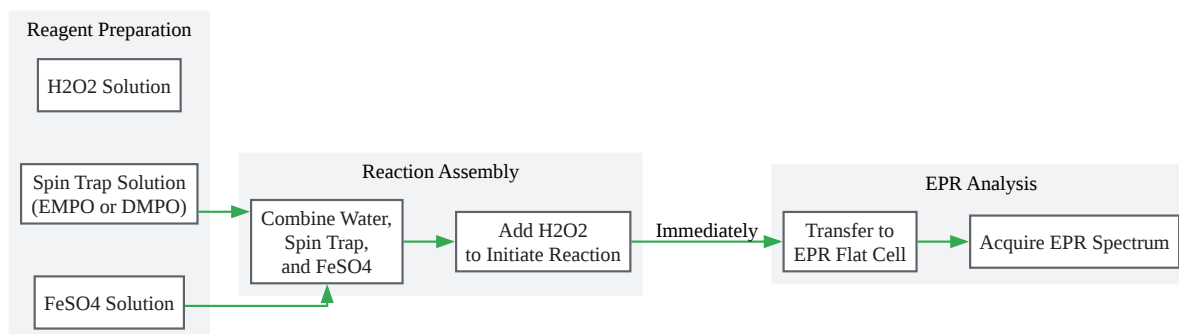 Reagent Preparation
H2O2 Solution
Spin Trap Solution
(EMPO or DMPO)
FeSO4 Solution
Reaction Assembly
Combine Water,
Spin Trap,
and FeSO4
Add H2O2
to Initiate Reaction
Immediately
EPR Analysis
Transfer to
EPR Flat Cell
Acquire EPR Spectrum